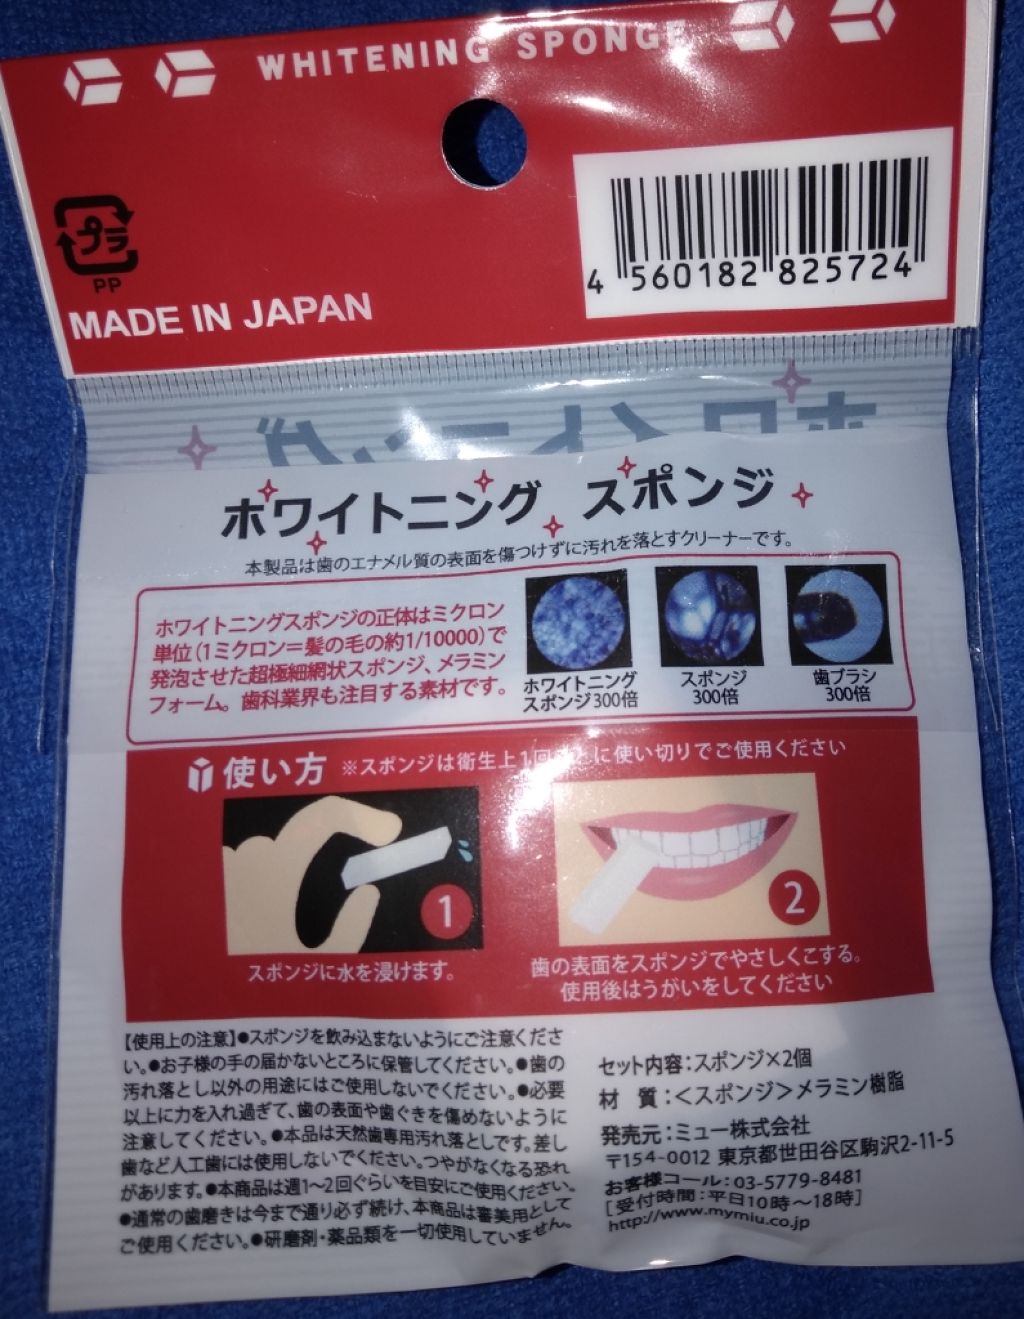 WHITENING SPONGE
プラ
PP
MADE IN JAPAN
4 560182 825724
ホワイトニング スポンジ
本製品は歯のエナメル質の表面を傷つけずに汚れを落とすクリーナーです。
ホワイトニングスポンジの正体はミクロン
単位(1ミクロン=髪の毛の約1/10000)で
発泡させた超極細網状スポンジ、メラミン
フォーム。歯科業界も注目する素材です。
ホワイトニング
スポンジ300倍
スポンジ
300倍
歯ブラシ
300倍
使い方 ※スポンジは衛生上1回 に使い切りでご使用ください
1
スポンジに水を浸けます。
2
歯の表面をスポンジでやさしくこする。
使用後はうがいをしてください
【使用上の注意】●スポンジを飲み込まないようにご注意くださ
い。●お子様の手の届かないところに保管してください。●歯の
汚れ落とし以外の用途にはご使用しないでください。●必要
以上に力を入れ過ぎて、歯の表面や歯ぐきを傷めないように
注意してください。●本品は天然歯専用汚れ落としです。差し
歯など人工歯には使用しないでください。つやがなくなる恐れ
があります。●本商品は週1〜2回ぐらいを目安にご使用ください。
●通常の歯磨きは今まで通り必ず続け、本商品は審美用として
ご使用ください。●研磨剤・薬品類を一切使用していません。
セット内容:スポンジ×2個
材 質:<スポンジ>メラミン樹脂
発売元:ミュー株式会社
〒154-0012 東京都世田谷区駒沢2-11-5
お客様コール:03-5779-8481
[受付時間:平日10時〜18時]
http://www.mymiu.co.jp